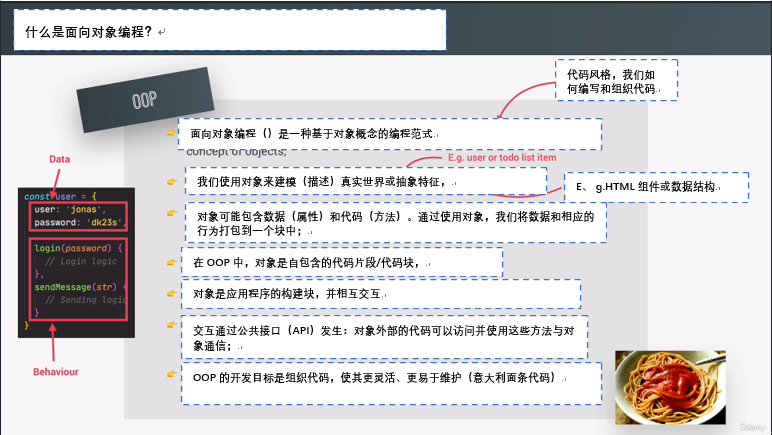 什么是面向对象编程？
OOP
代码风格，我们如
何编写和组织代码.
面向对象编程（）是一种基于对象概念的编程范式.
concept of objects;
E.g. user or todo list item
我们使用对象来建模（描述）真实世界或抽象特征，
E、 g.HTML 组件或数据结构.
对象可能包含数据（属性）和代码（方法）。通过使用对象，我们将数据和相应的
行为打包到一个块中；
在 OOP 中，对象是自包含的代码片段/代码块，
对象是应用程序的构建块，并相互交互.
交互通过公共接口（API）发生：对象外部的代码可以访问并使用这些方法与对
象通信；
OOP 的开发目标是组织代码，使其更灵活、更易于维护（意大利面条代码）.
Data
const user = {
user: 'jonas',
password: 'dk23s',
login(password) {
// Login logic
},
sendMessage(str) {
// Sending logic
}
}
Behaviour
Udemy